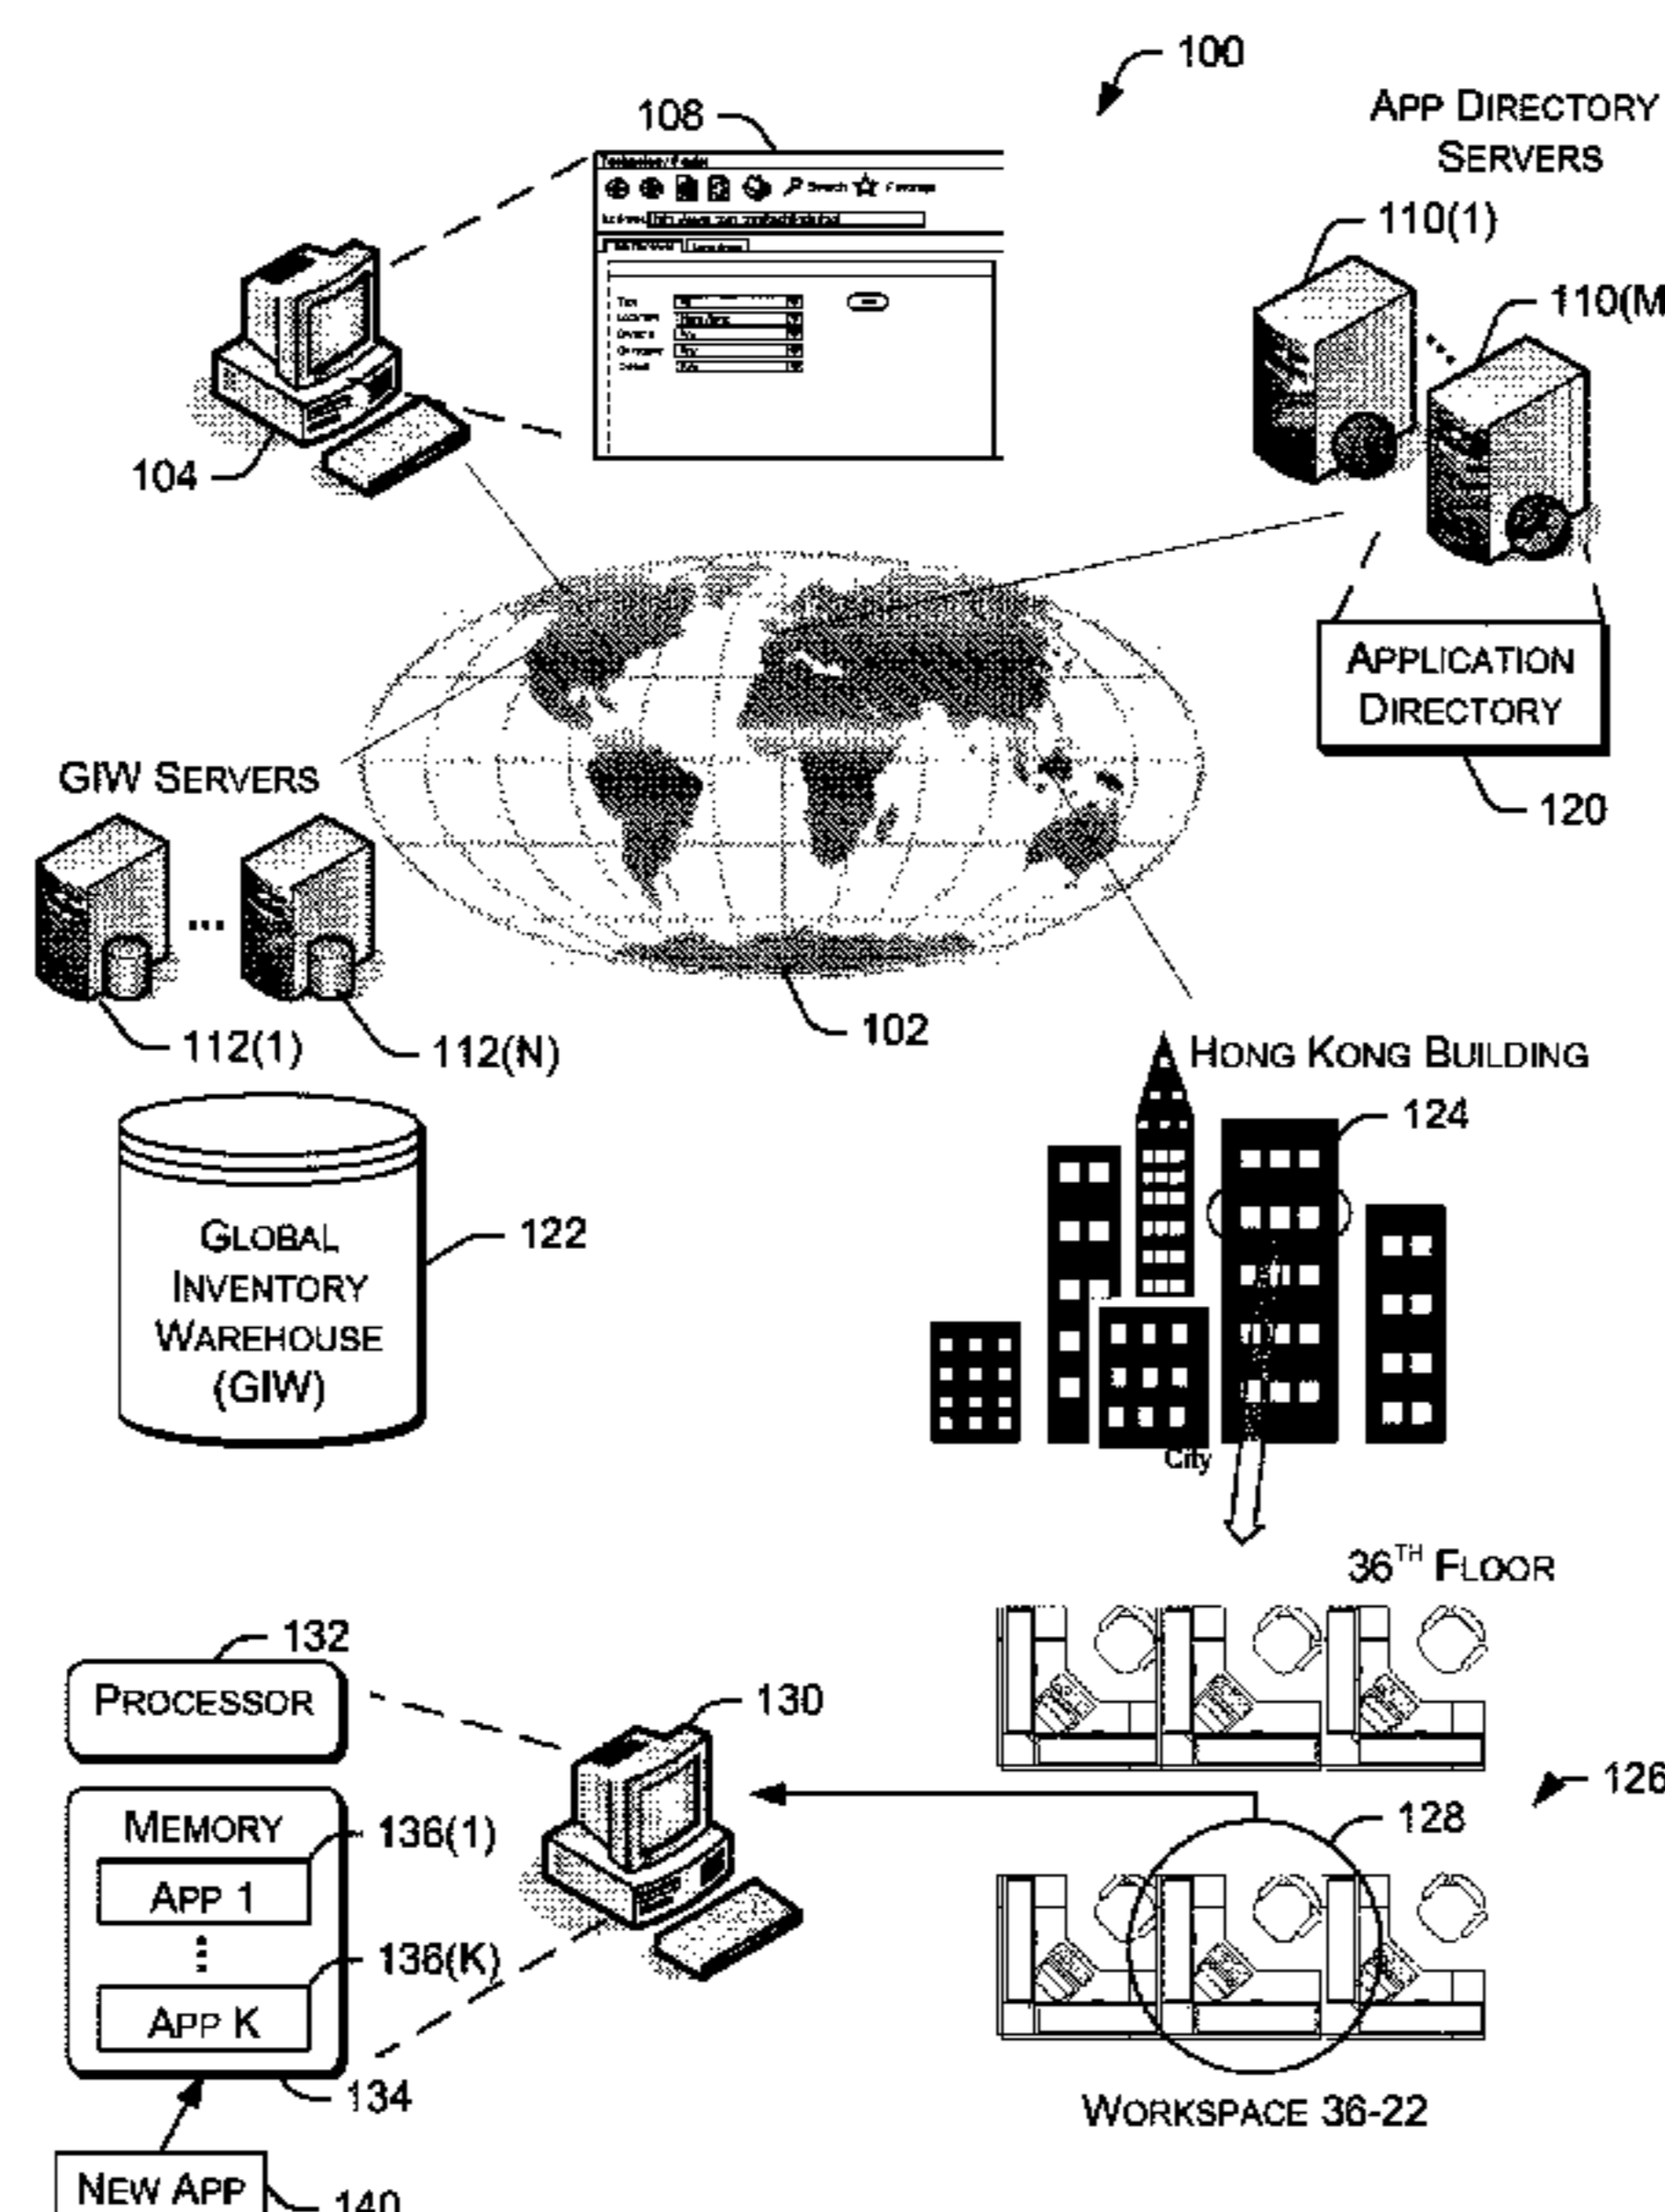 100
108
APP DIRECTORY
SERVERS
110(1)
110(M
Search
104
APPLICATION
DIRECTORY
120
GIW SERVERS
112(1)
112(N)
102
HONG KONG BUILDING
124
GLOBAL
INVENTORY
WAREHOUSE
(GIW)
122
City
36TH FLOOR
132
PROCESSOR
130
126
128
MEMORY
136(1)
APP 1
136(K)
APP K
134
WORKSPACE 36-22
NEW APP
140